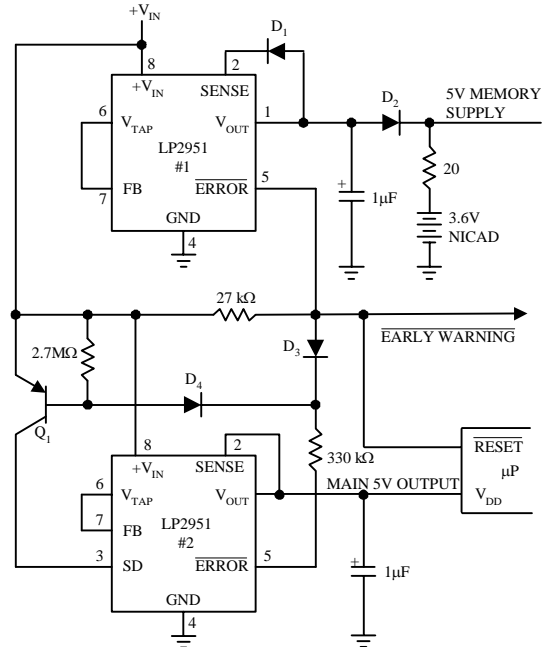 +V_IN
D_1
8
2
+V_IN
SENSE
D_2
5V MEMORY
SUPPLY
6
V_TAP
V_OUT
1
LP2951
#1
20
7
FB
ERROR
5
+
1μF
3.6V
NICAD
GND
4
27 kΩ
2.7MΩ
EARLY WARNING
D_3
D_4
Q_1
8
2
330 kΩ
RESET
μP
V_DD
+V_IN
SENSE
6
V_TAP
V_OUT
MAIN 5V OUTPUT
7
FB
LP2951
#2
3
SD
ERROR
5
+
1μF
GND
4